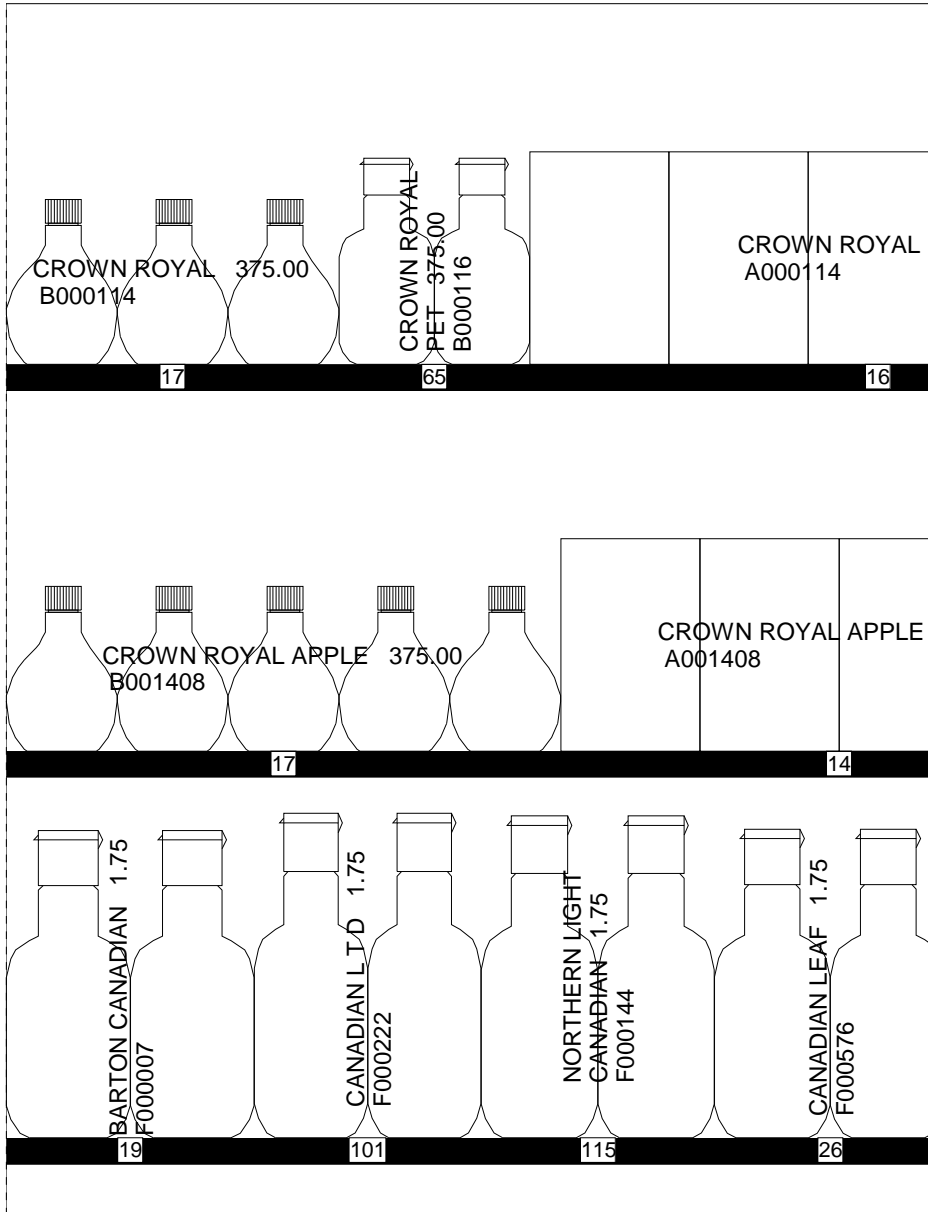 CROWN ROYAL 375.00
B000114
CROWN ROYAL
PET 375.00
B000116
CROWN ROYAL
A000114
17
65
16
CROWN ROYAL APPLE 375.00
B001408
CROWN ROYAL APPLE
A001408
17
14
BARTON CANADIAN 1.75
F000007
CANADIAN L T D 1.75
F000222
NORTHERN LIGHT
CANADIAN 1.75
F000144
CANADIAN LEAF 1.75
F000576
19
101
115
26